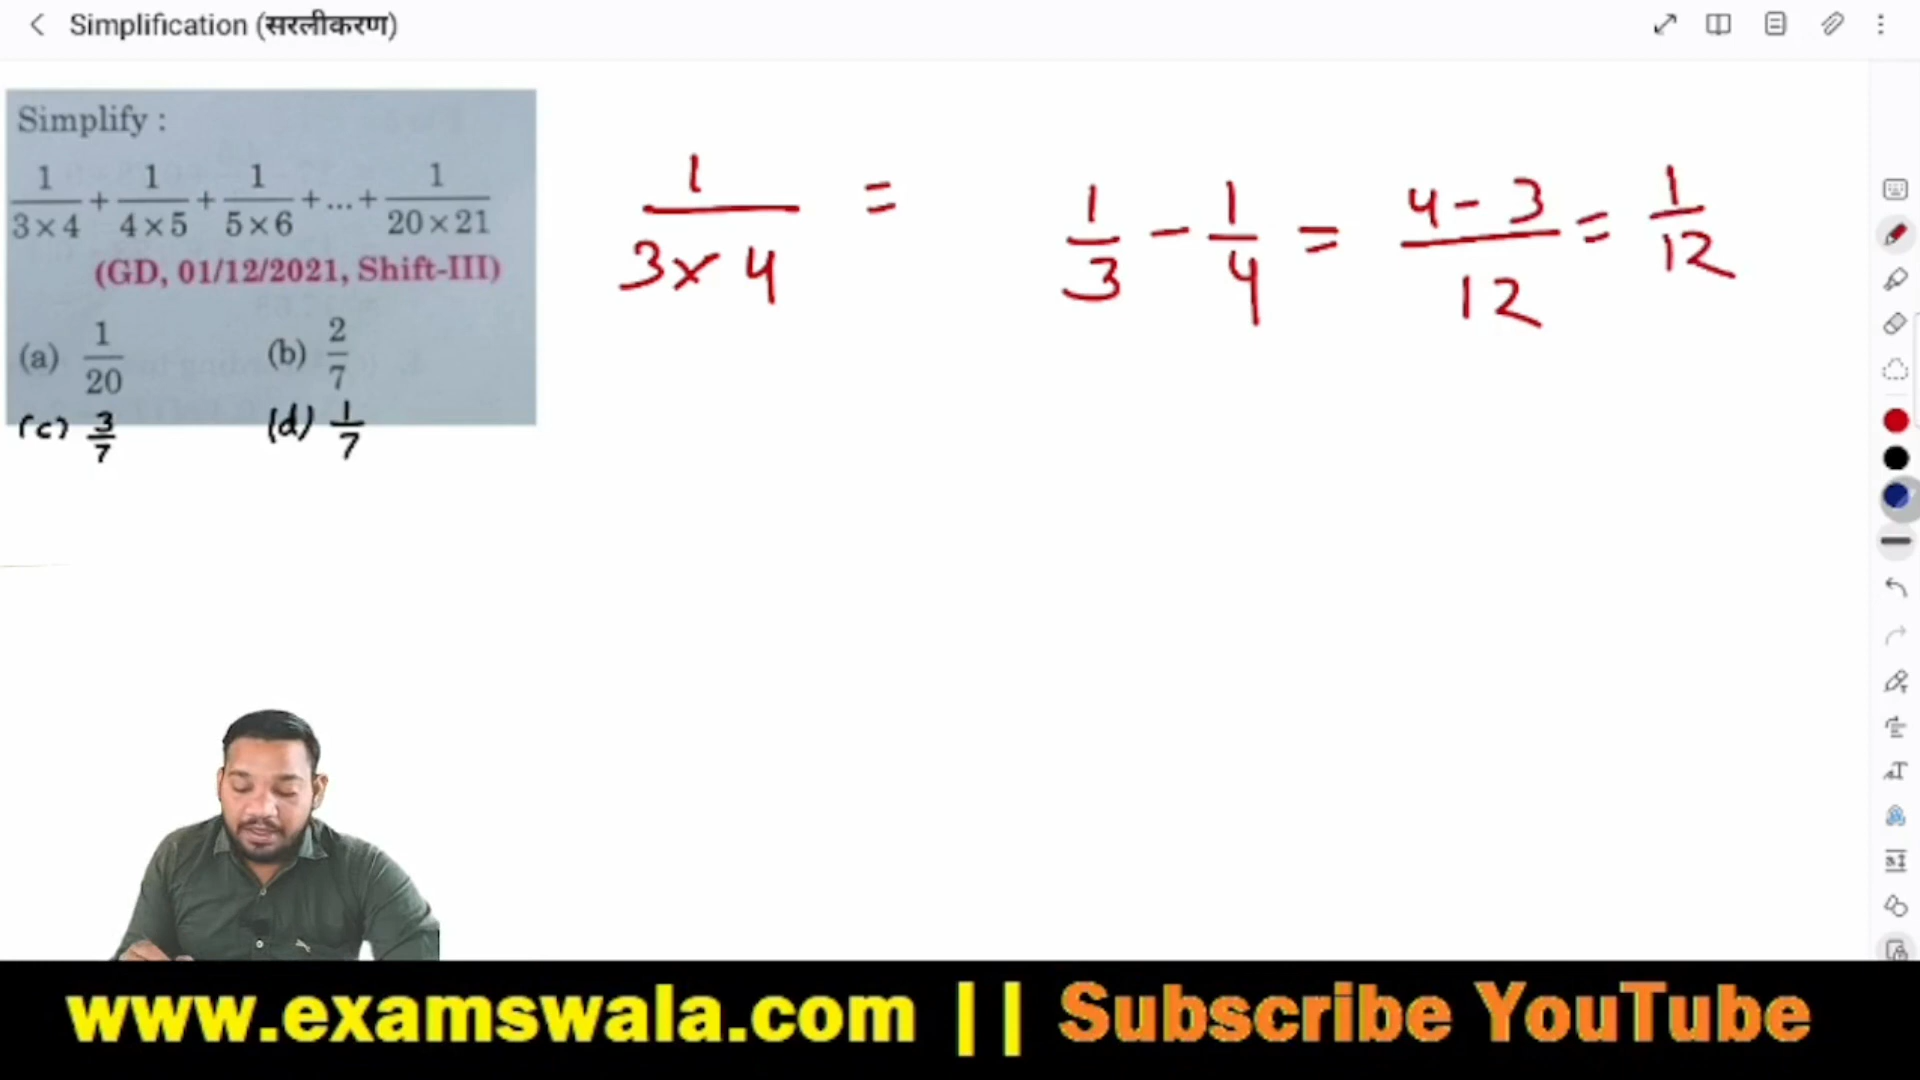 Simplification (सरलीकरण)
Simplify :
1/(3×4) + 1/(4×5) + 1/(5×6) + ... + 1/(20×21)
(GD, 01/12/2021, Shift-III)
(a) 1/20 (b) 2/7
(c) 3/7 (d) 1/7
1/(3×4) = 1/3 - 1/4 = (4-3)/12 = 1/12
www.examswala.com || Subscribe YouTube